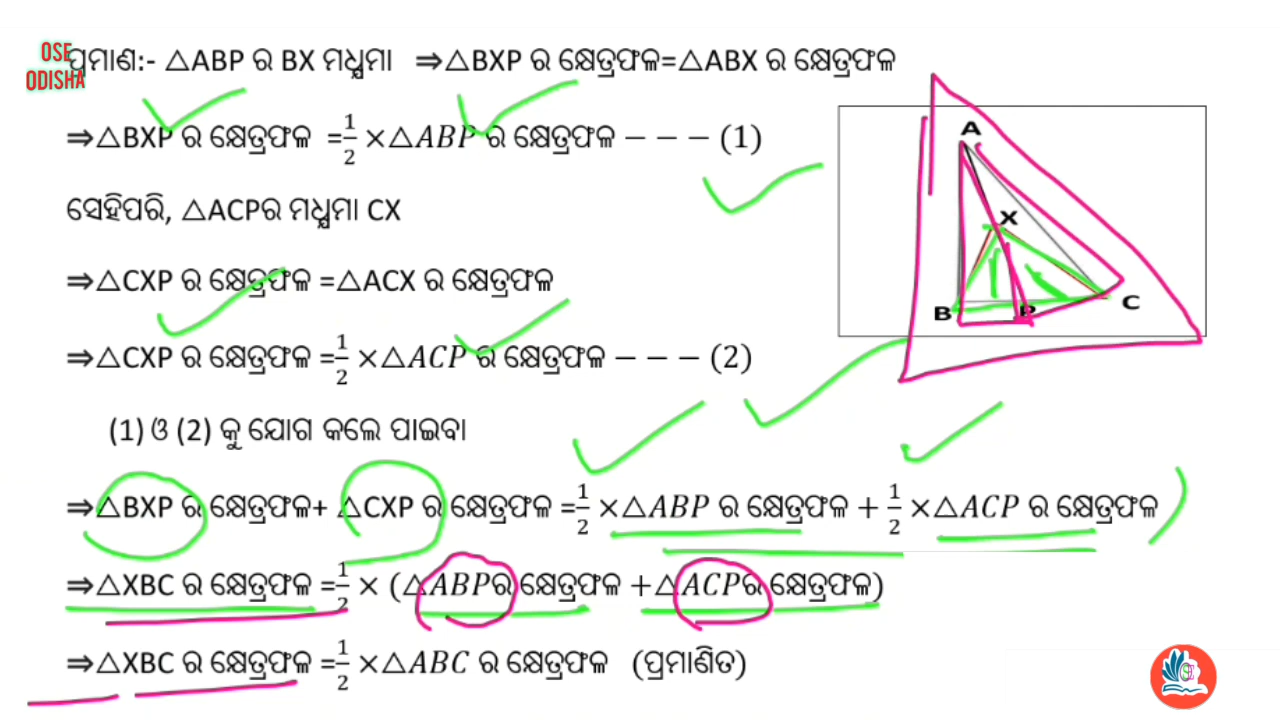 OSE
ODISHA
ପ୍ରମାଣ:- △ABP ର BX ମଧ୍ଯମା ⇒△BXP ର କ୍ଷେତ୍ରଫଳ=△ABX ର କ୍ଷେତ୍ରଫଳ
⇒△BXP ର କ୍ଷେତ୍ରଫଳ =1/2 ×△ABP ର କ୍ଷେତ୍ରଫଳ − − − (1)
ସେହିପରି, △ACPର ମଧ୍ଯମା CX
⇒△CXP ର କ୍ଷେତ୍ରଫଳ =△ACX ର କ୍ଷେତ୍ରଫଳ
⇒△CXP ର କ୍ଷେତ୍ରଫଳ =1/2 ×△ACP ର କ୍ଷେତ୍ରଫଳ − − − (2)
(1) ଓ (2) କୁ ଯୋଗ କଲେ ପାଇବା
⇒△BXP ର କ୍ଷେତ୍ରଫଳ+ △CXP ର କ୍ଷେତ୍ରଫଳ =1/2 ×△ABP ର କ୍ଷେତ୍ରଫଳ + 1/2 ×△ACP ର କ୍ଷେତ୍ରଫଳ
⇒△XBC ର କ୍ଷେତ୍ରଫଳ =1/2 × (△ABPର କ୍ଷେତ୍ରଫଳ +△ACPର କ୍ଷେତ୍ରଫଳ)
⇒△XBC ର କ୍ଷେତ୍ରଫଳ =1/2 ×△ABC ର କ୍ଷେତ୍ରଫଳ (ପ୍ରମାଣିତ)
A
X
B P C